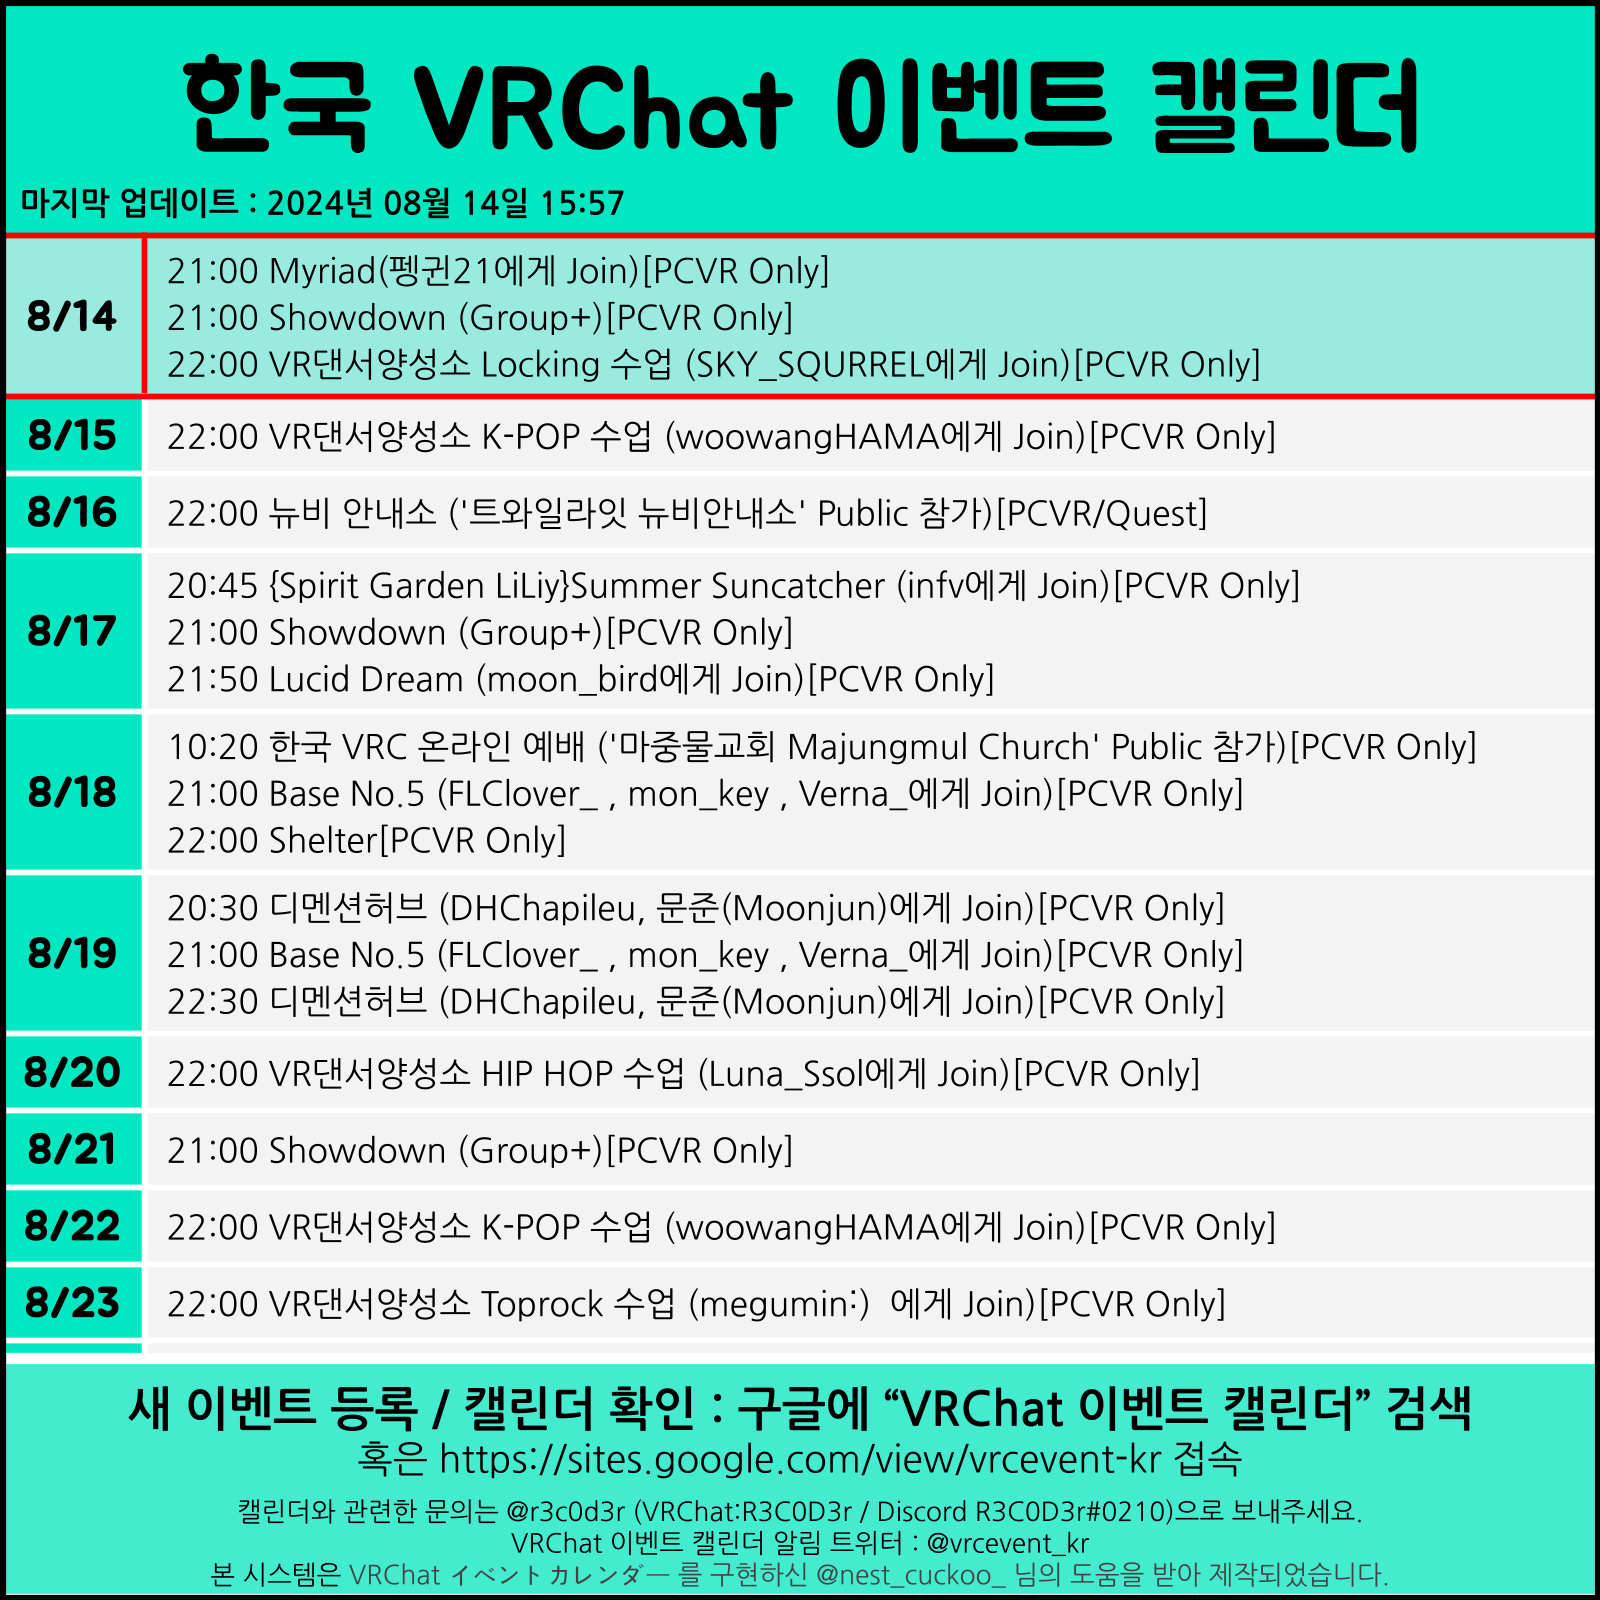 한국 VRChat 이벤트 캘린더
마지막 업데이트 : 2024년 08월 14일 15:57
8/14
21:00 Myriad(펭귄21에게 Join)[PCVR Only]
21:00 Showdown (Group+)[PCVR Only]
22:00 VR댄서양성소 Locking 수업 (SKY_SQURREL에게 Join)[PCVR Only]
8/15
22:00 VR댄서양성소 K-POP 수업 (woowangHAMA에게 Join)[PCVR Only]
8/16
22:00 뉴비 안내소 ('트와일라잇 뉴비안내소' Public 참가)[PCVR/Quest]
8/17
20:45 {Spirit Garden LiLiy}Summer Suncatcher (infv에게 Join)[PCVR Only]
21:00 Showdown (Group+)[PCVR Only]
21:50 Lucid Dream (moon_bird에게 Join)[PCVR Only]
8/18
10:20 한국 VRC 온라인 예배 ('마중물교회 Majungmul Church' Public 참가)[PCVR Only]
21:00 Base No.5 (FLClover_ , mon_key , Verna_에게 Join)[PCVR Only]
22:00 Shelter[PCVR Only]
8/19
20:30 디멘션허브 (DHChapileu, 문준(Moonjun)에게 Join)[PCVR Only]
21:00 Base No.5 (FLClover_ , mon_key , Verna_에게 Join)[PCVR Only]
22:30 디멘션허브 (DHChapileu, 문준(Moonjun)에게 Join)[PCVR Only]
8/20
22:00 VR댄서양성소 HIP HOP 수업 (Luna_Ssol에게 Join)[PCVR Only]
8/21
21:00 Showdown (Group+)[PCVR Only]
8/22
22:00 VR댄서양성소 K-POP 수업 (woowangHAMA에게 Join)[PCVR Only]
8/23
22:00 VR댄서양성소 Toprock 수업 (megumin:)  에게 Join)[PCVR Only]
새 이벤트 등록 / 캘린더 확인 : 구글에 “VRChat 이벤트 캘린더” 검색
혹은 https://sites.google.com/view/vrcevent-kr 접속
캘린더와 관련한 문의는 @r3c0d3r (VRChat:R3C0D3r / Discord R3C0D3r#0210)으로 보내주세요.
VRChat 이벤트 캘린더 알림 트위터 : @vrcevent_kr
본 시스템은 VRChat イベントカレンダー 를 구현하신 @nest_cuckoo_ 님의 도움을 받아 제작되었습니다.